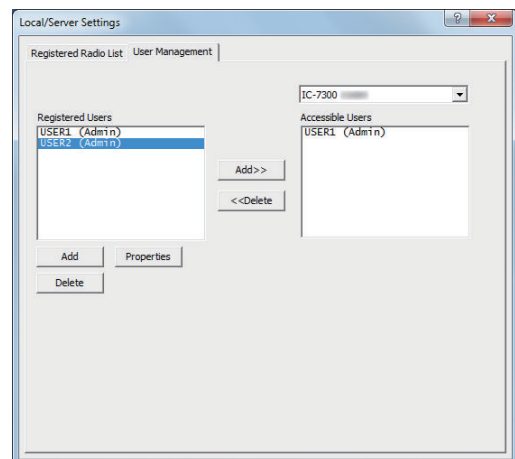 Local/Server Settings
Registered Radio List User Management
IC-7300
Registered Users
USER1 (Admin)
USER2 (Admin)
Accessible Users
USER1 (Admin)
Add>>
<<Delete
Add Properties
Delete